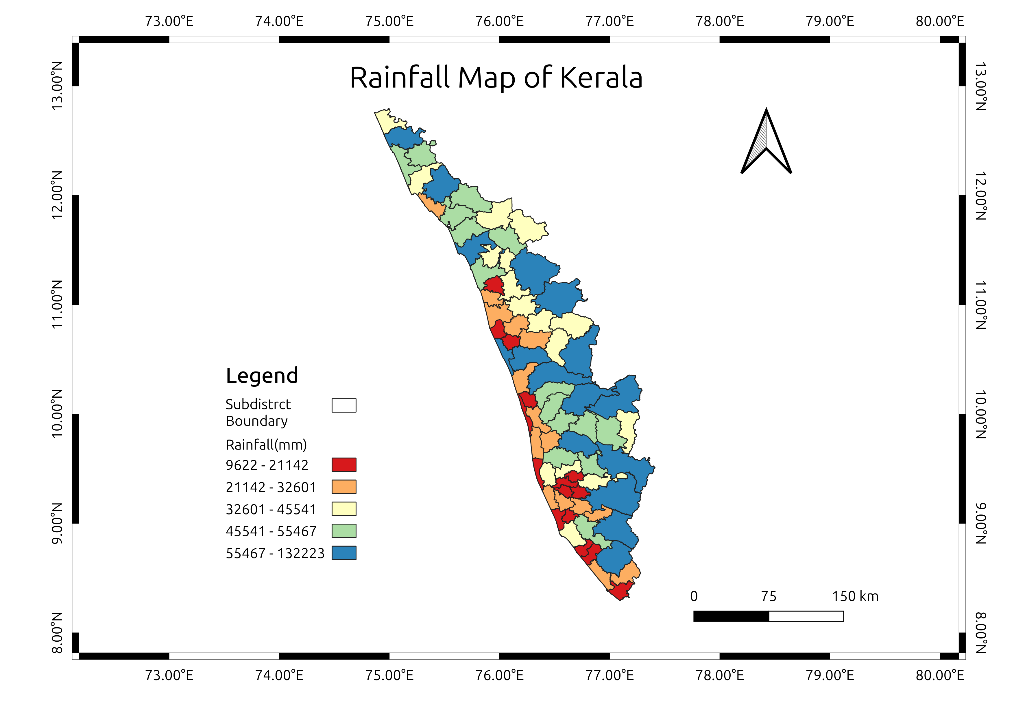 73.00°E 74.00°E 75.00°E 76.00°E 77.00°E 78.00°E 79.00°E 80.00°E
Rainfall Map of Kerala
13.00°N 13.00°N
12.00°N 12.00°N
11.00°N 11.00°N
10.00°N 10.00°N
9.00°N 9.00°N
8.00°N 8.00°N
Legend
Subdistrct
Boundary
Rainfall(mm)
9622 - 21142
21142 - 32601
32601 - 45541
45541 - 55467
55467 - 132223
0 75 150 km
73.00°E 74.00°E 75.00°E 76.00°E 77.00°E 78.00°E 79.00°E 80.00°E